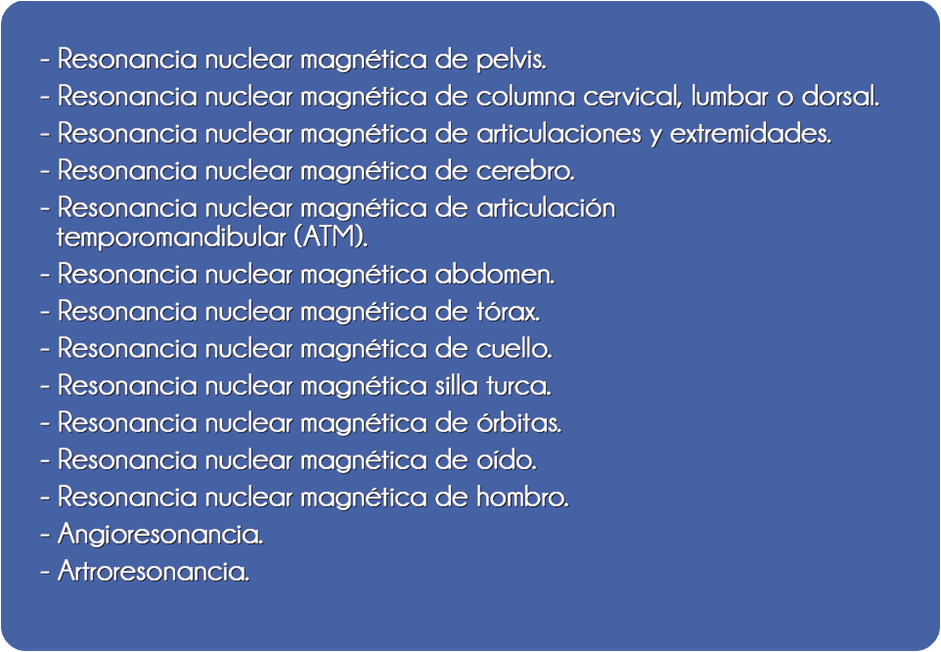 - Resonancia nuclear magnética de pelvis.
- Resonancia nuclear magnética de columna cervical, lumbar o dorsal.
- Resonancia nuclear magnética de articulaciones y extremidades.
- Resonancia nuclear magnética de cerebro.
- Resonancia nuclear magnética de articulación
temporomandibular (ATM).
- Resonancia nuclear magnética abdomen.
- Resonancia nuclear magnética de tórax.
- Resonancia nuclear magnética de cuello.
- Resonancia nuclear magnética silla turca.
- Resonancia nuclear magnética de órbitas.
- Resonancia nuclear magnética de oído.
- Resonancia nuclear magnética de hombro.
- Angioresonancia.
- Artroresonancia.